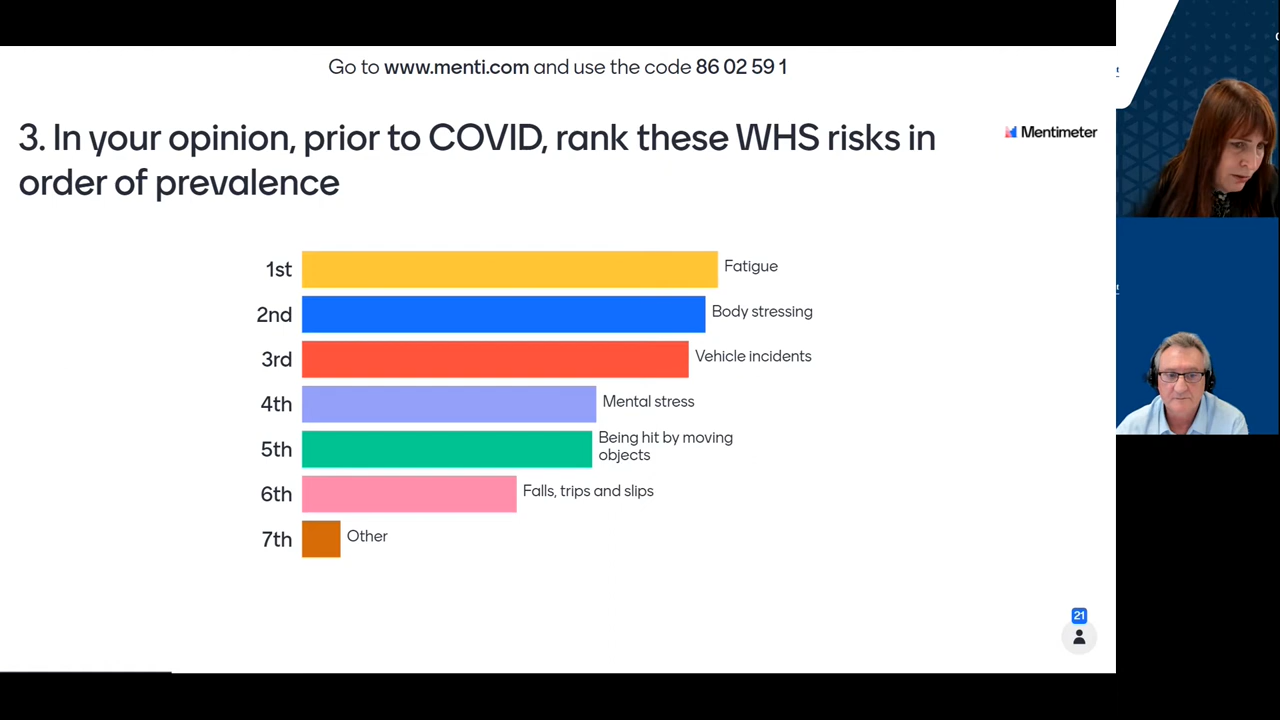 Go to www.menti.com and use the code 86 02 59 1
3. In your opinion, prior to COVID, rank these WHS risks in
order of prevalence
Mentimeter
1st
Fatigue
2nd
Body stressing
3rd
Vehicle incidents
4th
Mental stress
5th
Being hit by moving
objects
6th
Falls, trips and slips
7th
Other
21